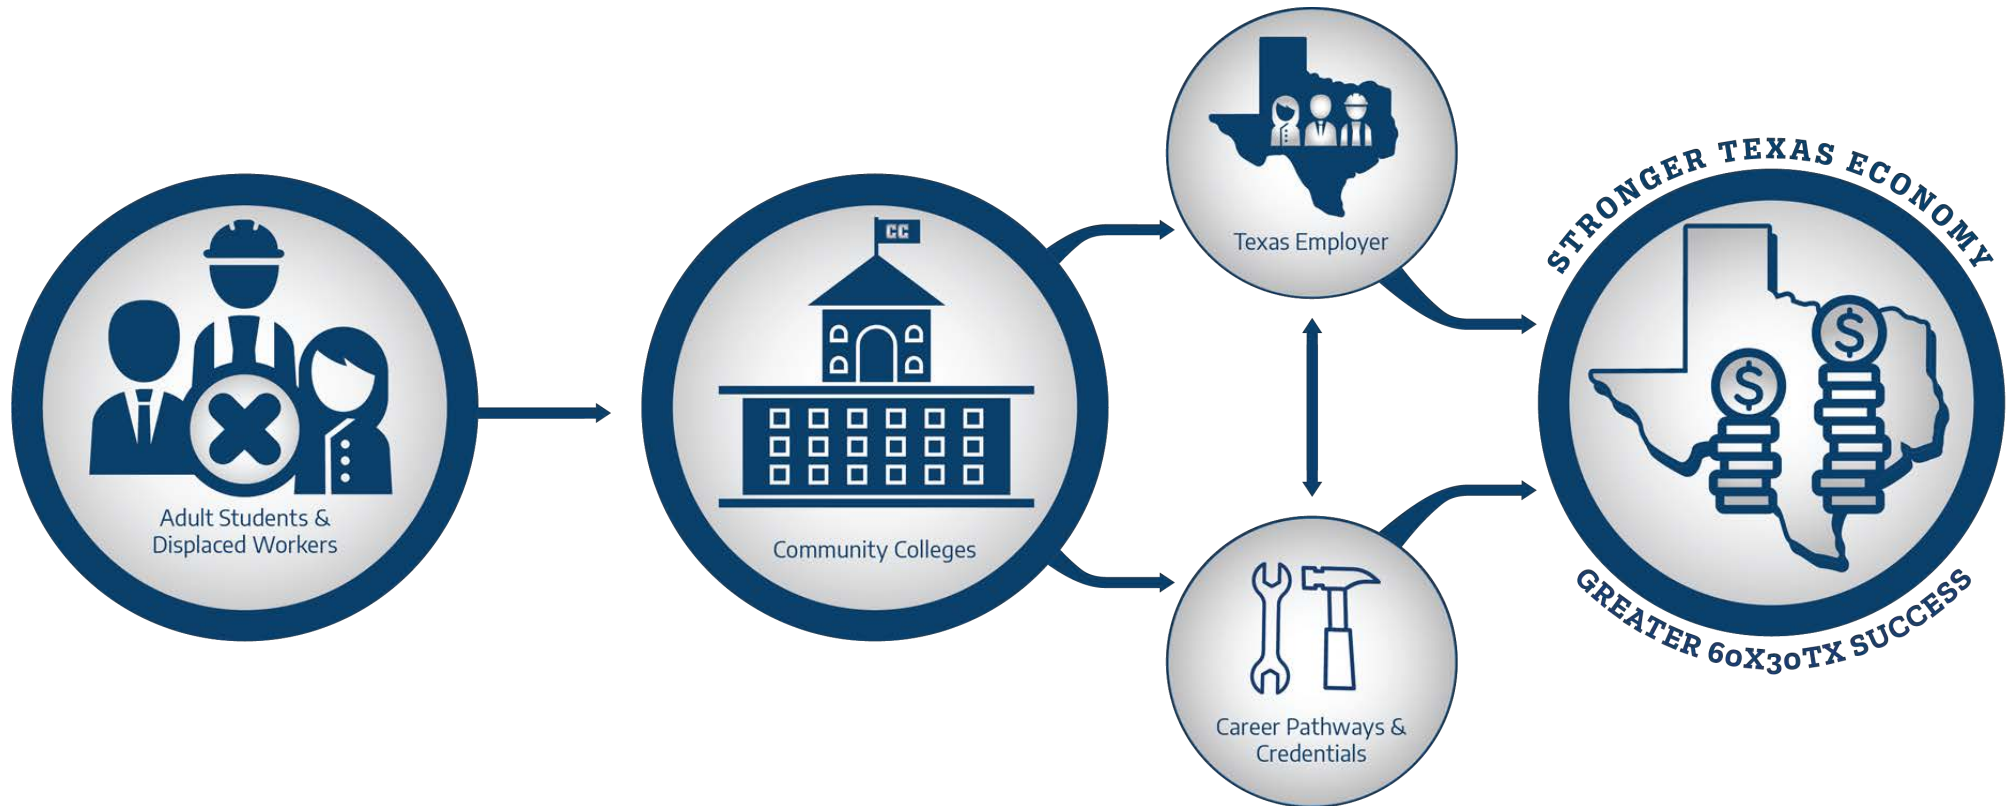 Adult Students &
Displaced Workers
CC
Community Colleges
Texas Employer
Career Pathways &
Credentials
STRONGER TEXAS ECONOMY
$
$
GREATER 60X30TX SUCCESS